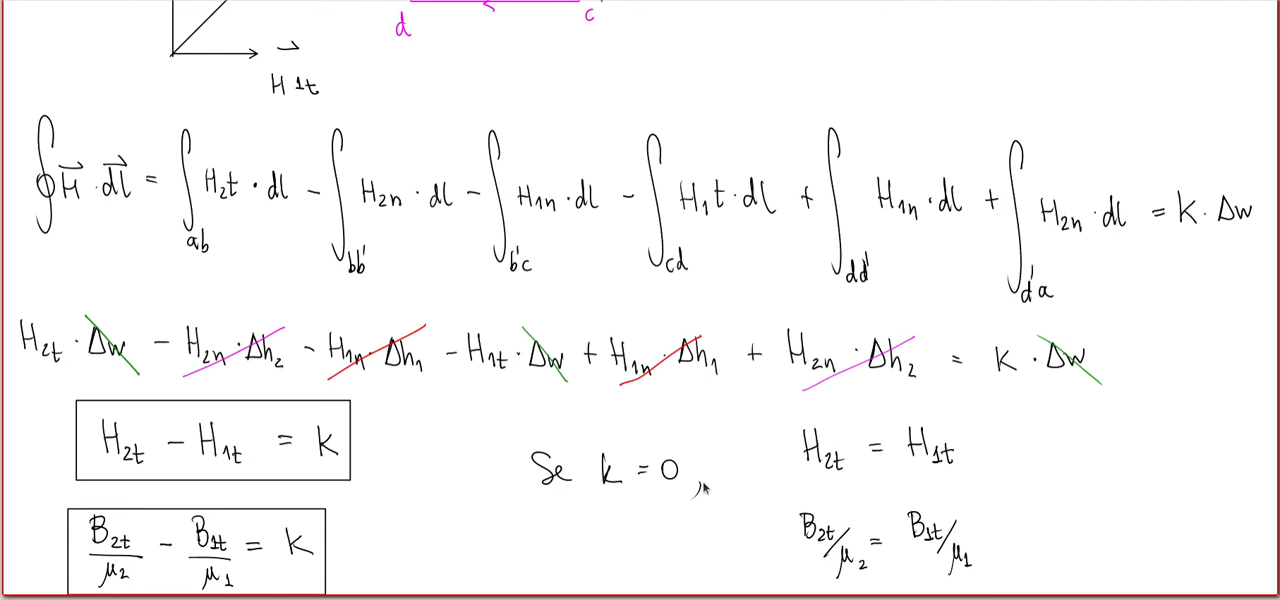 d c
H 1t
∮ H⃗ · dl⃗ = ∫ab H2t · dl − ∫bb' H2n · dl − ∫b'c H1n · dl − ∫cd H1t · dl + ∫dd' H1n · dl + ∫d'a H2n · dl = K · Δw
H2t · Δw − H2n · Δh2 − H1n · Δh1 − H1t · Δw + H1n · Δh1 + H2n · Δh2 = K · Δw
H2t − H1t = K
Se K = 0 ,
H2t = H1t
B2t/μ2 − B1t/μ1 = K
B2t/μ2 = B1t/μ1